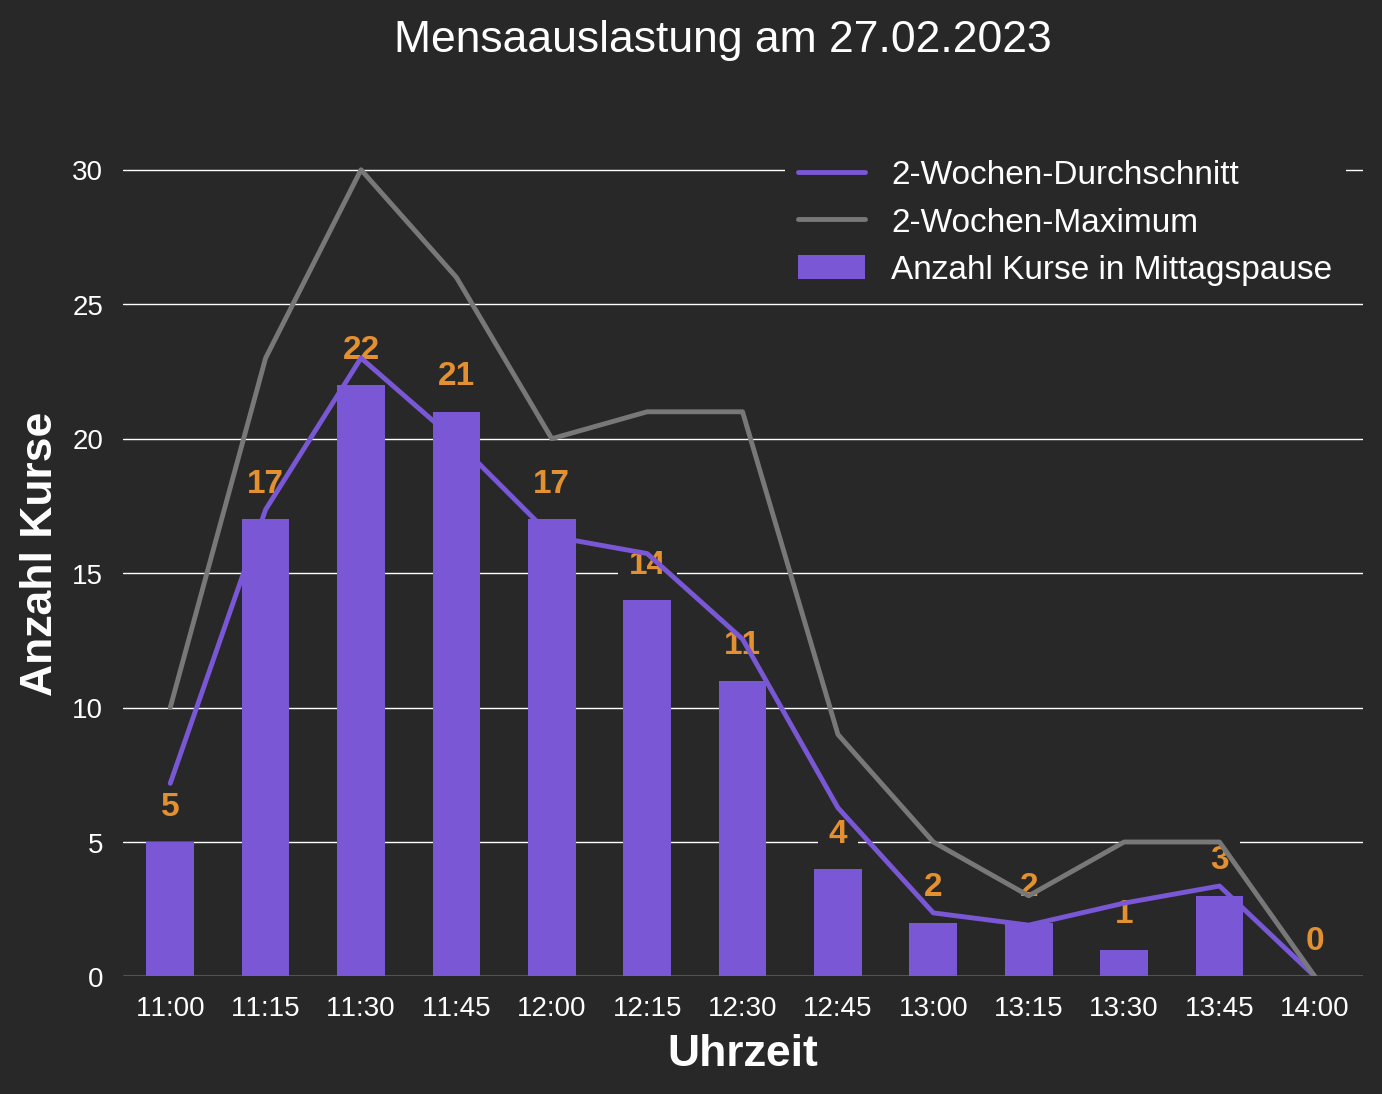 Mensaauslastung am 27.02.2023
2-Wochen-Durchschnitt
2-Wochen-Maximum
Anzahl Kurse in Mittagspause
Anzahl Kurse
30
25
20
15
10
5
0
5
17
22
21
17
14
11
4
2
2
1
3
0
11:00 11:15 11:30 11:45 12:00 12:15 12:30 12:45 13:00 13:15 13:30 13:45 14:00
Uhrzeit